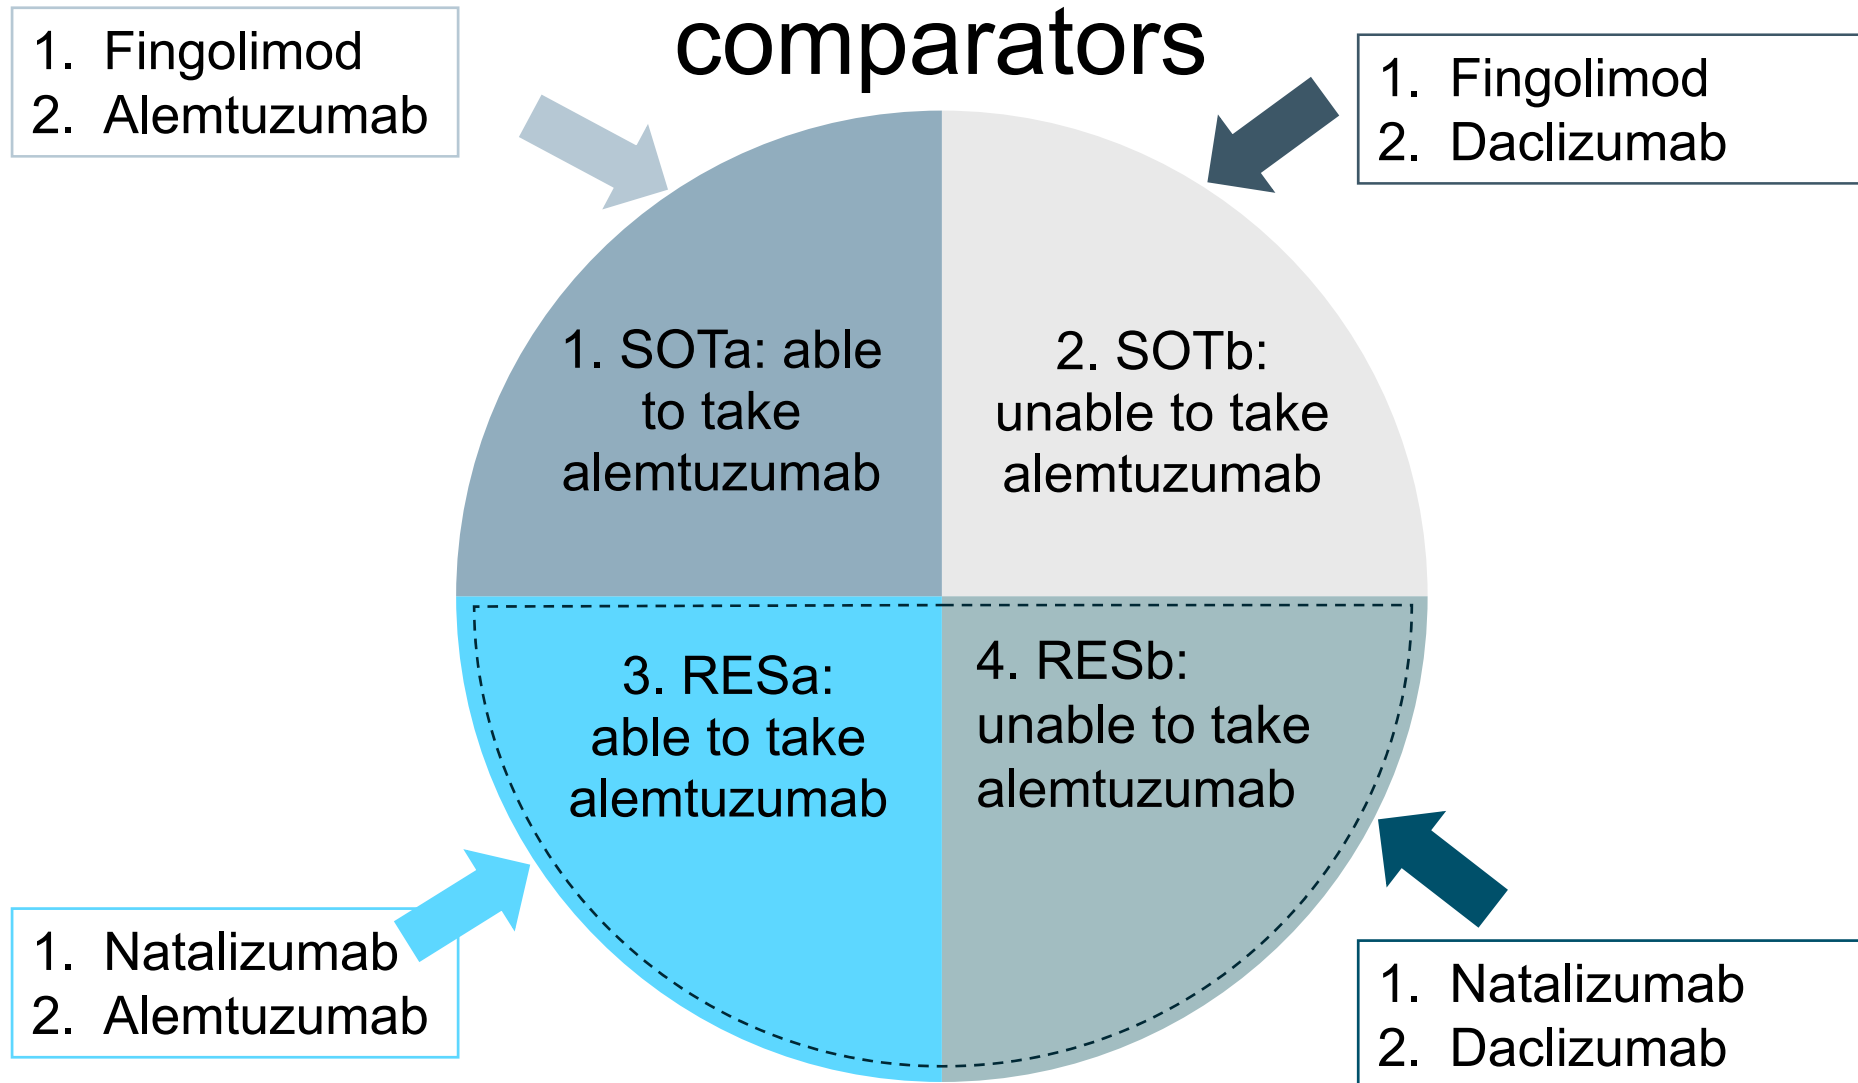 comparators
1. Fingolimod
2. Alemtuzumab
1. Fingolimod
2. Daclizumab
1. SOTa: able
to take
alemtuzumab
2. SOTb:
unable to take
alemtuzumab
3. RESa:
able to take
alemtuzumab
4. RESb:
unable to take
alemtuzumab
1. Natalizumab
2. Alemtuzumab
1. Natalizumab
2. Daclizumab